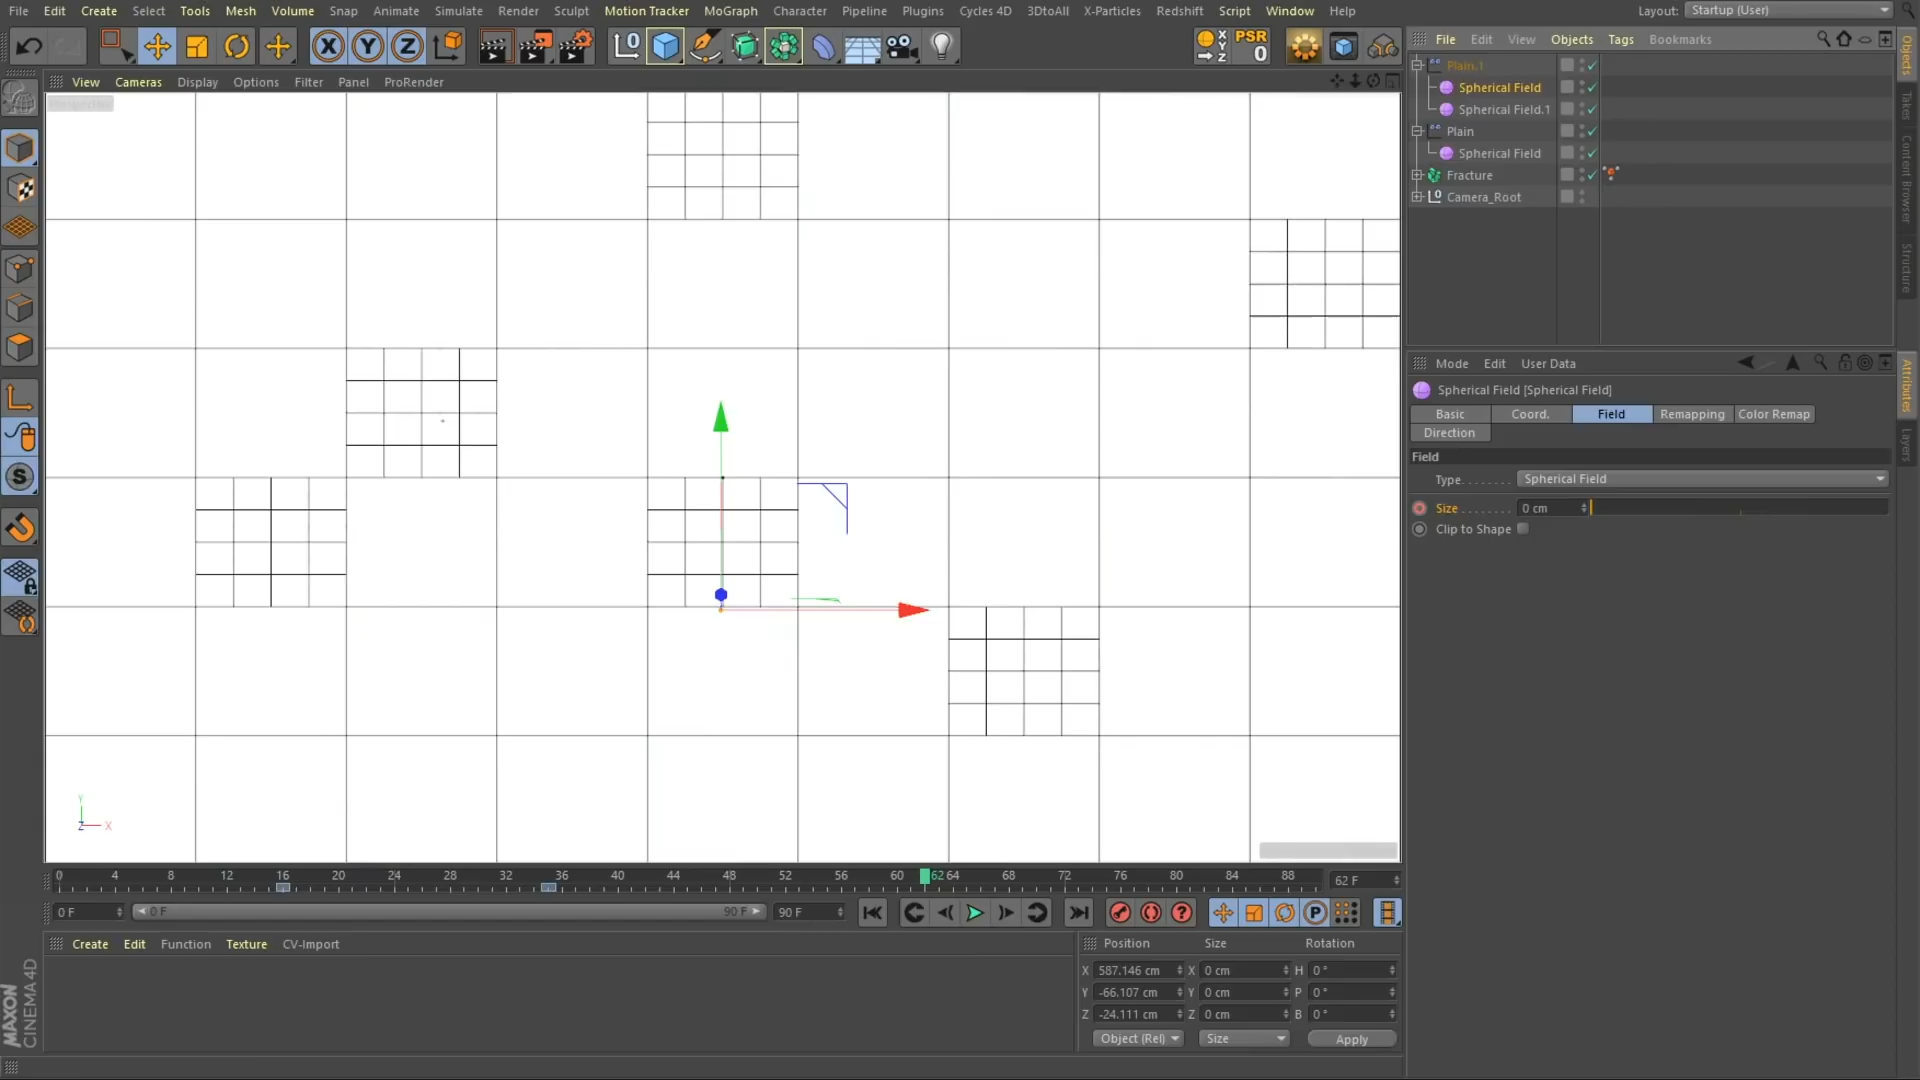 File Edit Create Select Tools Mesh Volume Snap Animate Simulate Render Sculpt Motion Tracker MoGraph Character Pipeline Plugins Cycles 4D 3DtoAll X-Particles Redshift Script Window Help Layout: Startup (User)
X Y Z PSR 0
File Edit View Objects Tags Bookmarks
View Cameras Display Options Filter Panel ProRender
Plain.1
Spherical Field
Spherical Field.1
Plain
Spherical Field
Fracture
Camera_Root
Objects
Takes
Content Browser
Structure
Mode Edit User Data
Spherical Field [Spherical Field]
Basic Coord. Field Remapping Color Remap
Direction
Field
Type Spherical Field
Size 0 cm
Clip to Shape
Attributes
Layers
Y
Z X
0 4 8 12 16 20 24 28 32 36 40 44 48 52 56 60 62 64 68 72 76 80 84 88 62 F
0 F 0 F 90 F 90 F
Create Edit Function Texture CV-Import
Position Size Rotation
X 587.146 cm X 0 cm H 0 °
Y -66.107 cm Y 0 cm P 0 °
Z -24.111 cm Z 0 cm B 0 °
Object (Rel) Size Apply
MAXON
CINEMA 4D